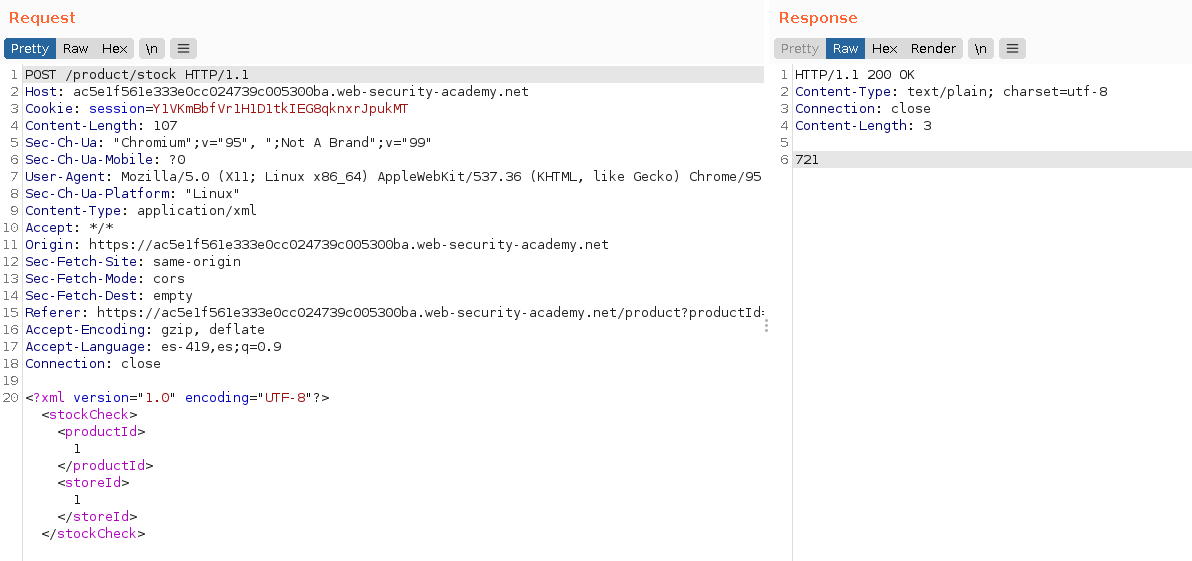 Request
Pretty Raw Hex \n
1 POST /product/stock HTTP/1.1
2 Host: ac5e1f561e333e0cc024739c005300ba.web-security-academy.net
3 Cookie: session=Y1VKmBbfVr1H1D1tkIEG8qknxrJpukMT
4 Content-Length: 107
5 Sec-Ch-Ua: "Chromium";v="95", ";Not A Brand";v="99"
6 Sec-Ch-Ua-Mobile: ?0
7 User-Agent: Mozilla/5.0 (X11; Linux x86_64) AppleWebKit/537.36 (KHTML, like Gecko) Chrome/95
8 Sec-Ch-Ua-Platform: "Linux"
9 Content-Type: application/xml
10 Accept: */*
11 Origin: https://ac5e1f561e333e0cc024739c005300ba.web-security-academy.net
12 Sec-Fetch-Site: same-origin
13 Sec-Fetch-Mode: cors
14 Sec-Fetch-Dest: empty
15 Referer: https://ac5e1f561e333e0cc024739c005300ba.web-security-academy.net/product?productId=
16 Accept-Encoding: gzip, deflate
17 Accept-Language: es-419,es;q=0.9
18 Connection: close
19
20 <?xml version="1.0" encoding="UTF-8"?>
<stockCheck>
<productId>
1
</productId>
<storeId>
1
</storeId>
</stockCheck>
Response
Pretty Raw Hex Render \n
1 HTTP/1.1 200 OK
2 Content-Type: text/plain; charset=utf-8
3 Connection: close
4 Content-Length: 3
5
6 721